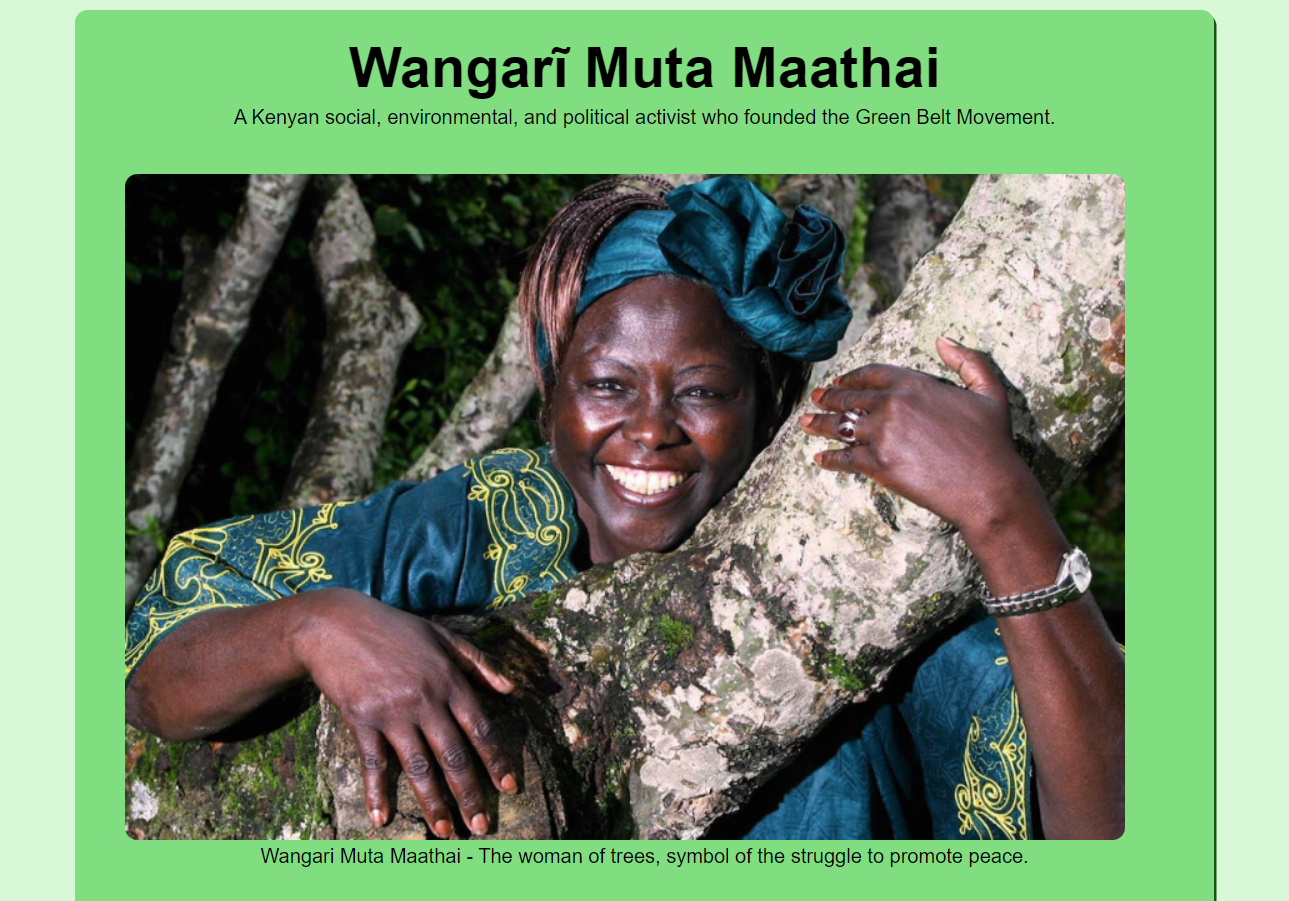 Wangarĩ Muta Maathai
A Kenyan social, environmental, and political activist who founded the Green Belt Movement.
Wangari Muta Maathai - The woman of trees, symbol of the struggle to promote peace.